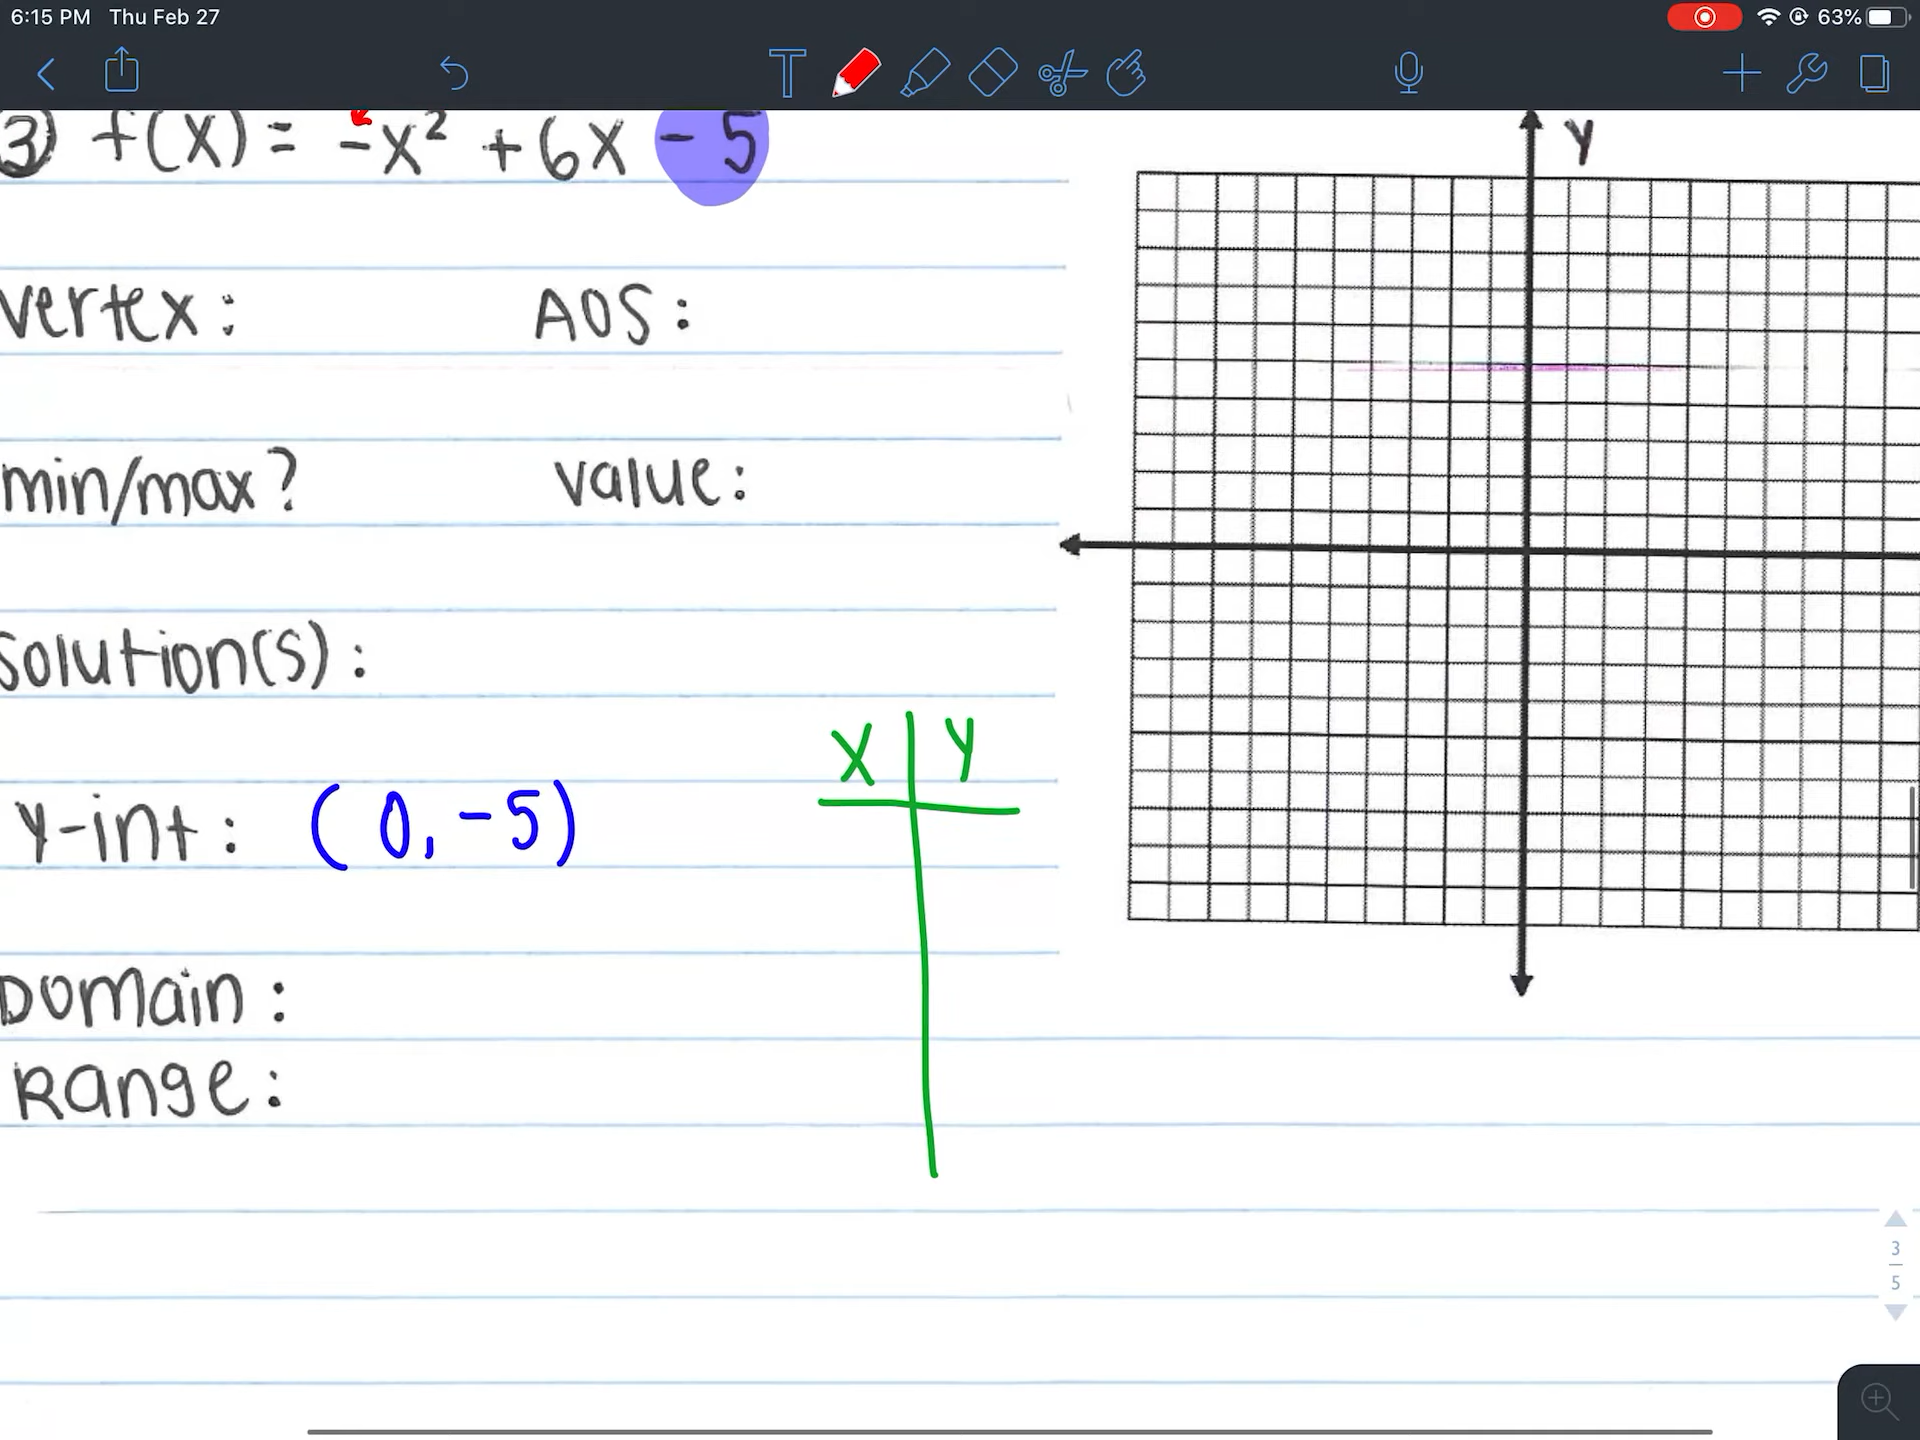 6:15 PM Thu Feb 27 63%
T
3) f(x) = -x² + 6x - 5
Y
Vertex: AOS:
min/max? value:
Solution(s):
X Y
Y-int: (0, -5)
Domain:
Range:
3
5